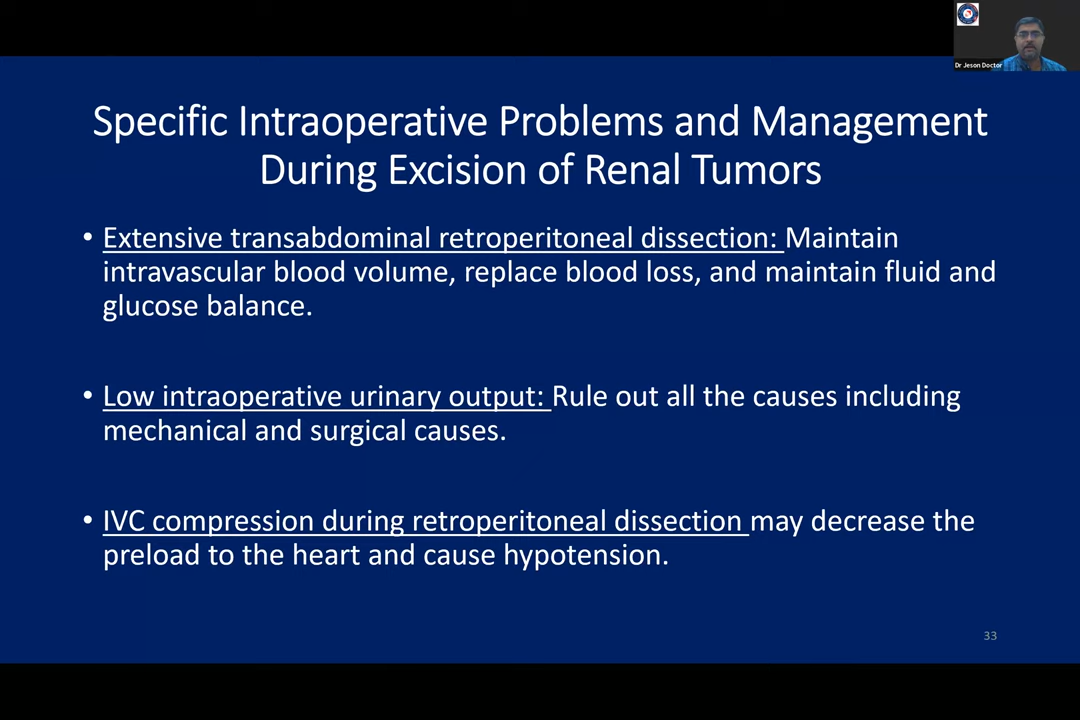 Dr Jeson Doctor
Specific Intraoperative Problems and Management
During Excision of Renal Tumors
• Extensive transabdominal retroperitoneal dissection: Maintain
intravascular blood volume, replace blood loss, and maintain fluid and
glucose balance.
• Low intraoperative urinary output: Rule out all the causes including
mechanical and surgical causes.
• IVC compression during retroperitoneal dissection may decrease the
preload to the heart and cause hypotension.
33